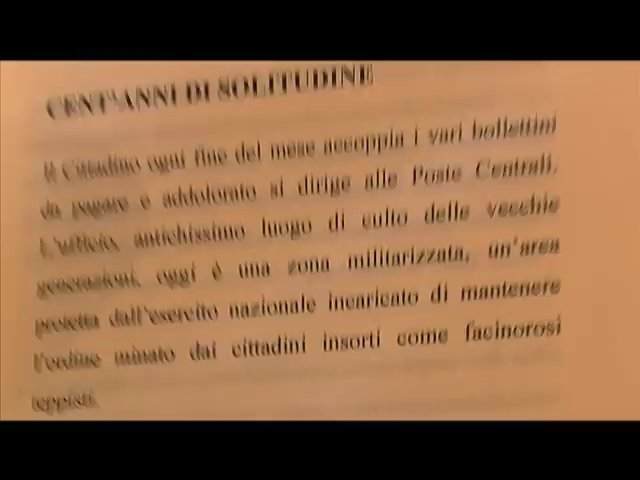 CENT'ANNI DI SOLITUDINE
Il Cittadino ogni fine del mese accoppia i vari bollettini
da pagare e addolorato si dirige alle Poste Centrali.
L'ufficio, antichissimo luogo di culto delle vecchie
generazioni, oggi è una zona militarizzata, un'area
protetta dall'esercito nazionale incaricato di mantenere
l'ordine minato dai cittadini insorti come facinorosi
teppisti.